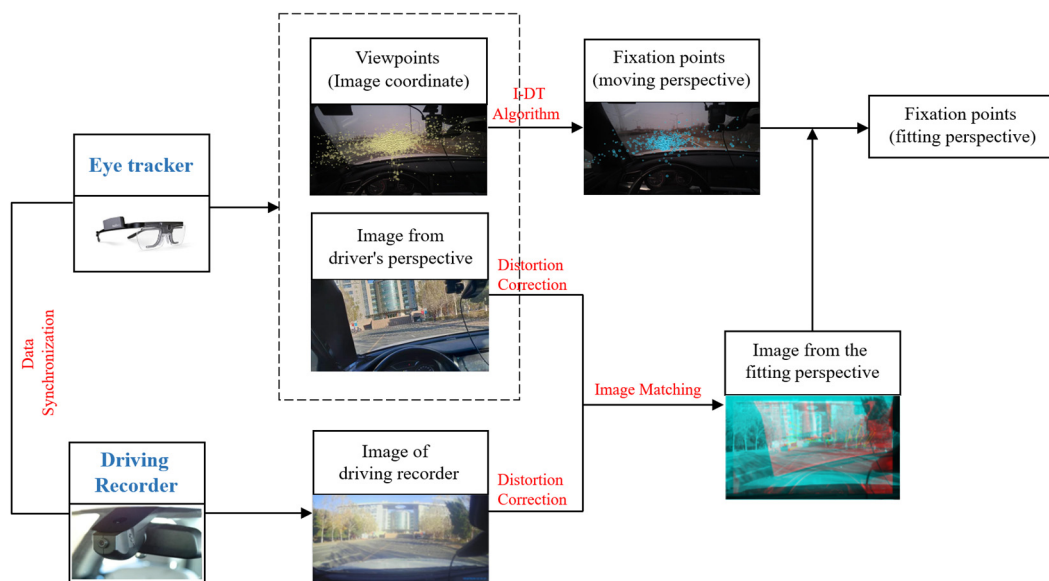 Viewpoints
(Image coordinate)
I-DT
Algorithm
Fixation points
(moving perspective)
Fixation points
(fitting perspective)
Eye tracker
Image from
driver's perspective
Distortion
Correction
Data
Synchronization
Image Matching
Image from the
fitting perspective
Driving
Recorder
Image of
driving recorder
Distortion
Correction